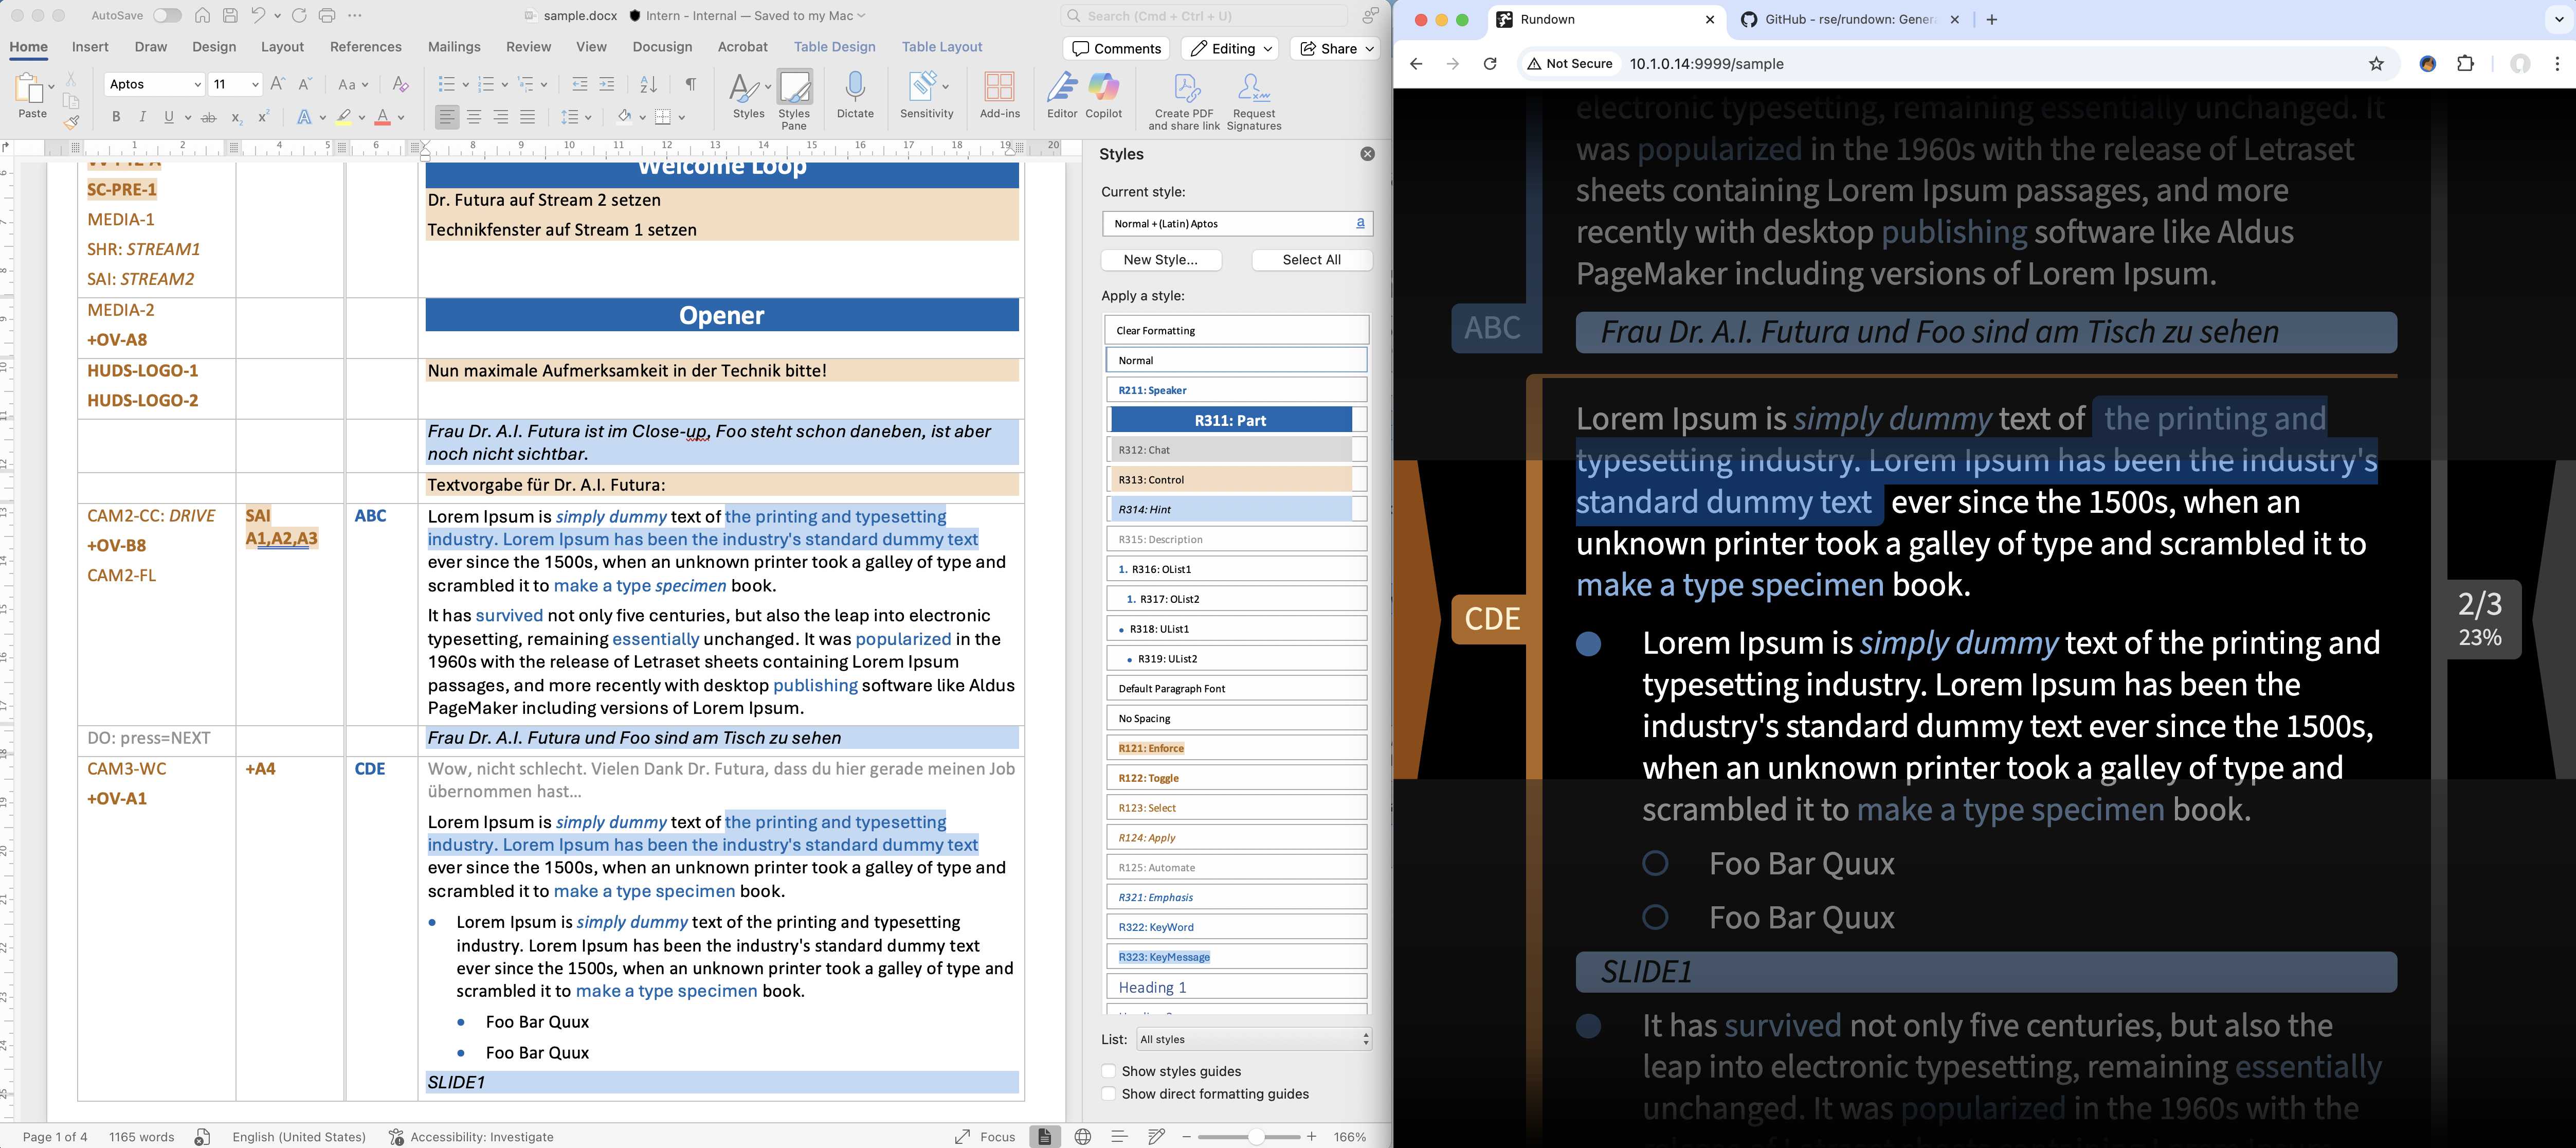 AutoSave
sample.docx
Intern - Internal — Saved to my Mac
Search (Cmd + Ctrl + U)
Home
Insert
Draw
Design
Layout
References
Mailings
Review
View
Docusign
Acrobat
Table Design
Table Layout
Comments
Editing
Share
Paste
Aptos
11
Styles
Styles Pane
Dictate
Sensitivity
Add-ins
Editor
Copilot
Create PDF and share link
Request Signatures
1 2 4 5 6 8 9 10 11 12 13 14 15 16 17 18 19 20
SC-PRE-1
MEDIA-1
SHR: STREAM1
SAI: STREAM2
Welcome Loop
Dr. Futura auf Stream 2 setzen
Technikfenster auf Stream 1 setzen
MEDIA-2
+OV-A8
Opener
HUDS-LOGO-1
HUDS-LOGO-2
Nun maximale Aufmerksamkeit in der Technik bitte!
Frau Dr. A.I. Futura ist im Close-up, Foo steht schon daneben, ist aber
noch nicht sichtbar.
Textvorgabe für Dr. A.I. Futura:
CAM2-CC: DRIVE
+OV-B8
CAM2-FL
SAI
A1,A2,A3
ABC
Lorem Ipsum is simply dummy text of the printing and typesetting
industry. Lorem Ipsum has been the industry's standard dummy text
ever since the 1500s, when an unknown printer took a galley of type and
scrambled it to make a type specimen book.
It has survived not only five centuries, but also the leap into electronic
typesetting, remaining essentially unchanged. It was popularized in the
1960s with the release of Letraset sheets containing Lorem Ipsum
passages, and more recently with desktop publishing software like Aldus
PageMaker including versions of Lorem Ipsum.
DO: press=NEXT
Frau Dr. A.I. Futura und Foo sind am Tisch zu sehen
CAM3-WC
+OV-A1
+A4
CDE
Wow, nicht schlecht. Vielen Dank Dr. Futura, dass du hier gerade meinen Job
übernommen hast...
Lorem Ipsum is simply dummy text of the printing and typesetting
industry. Lorem Ipsum has been the industry's standard dummy text
ever since the 1500s, when an unknown printer took a galley of type and
scrambled it to make a type specimen book.
Lorem Ipsum is simply dummy text of the printing and typesetting
industry. Lorem Ipsum has been the industry's standard dummy text
ever since the 1500s, when an unknown printer took a galley of type and
scrambled it to make a type specimen book.
Foo Bar Quux
Foo Bar Quux
SLIDE1
Page 1 of 4
1165 words
English (United States)
Accessibility: Investigate
Focus
166%
Styles
Current style:
Normal + (Latin) Aptos
New Style...
Select All
Apply a style:
Clear Formatting
Normal
R211: Speaker
R311: Part
R312: Chat
R313: Control
R314: Hint
R315: Description
1. R316: OList1
1. R317: OList2
R318: UList1
R319: UList2
Default Paragraph Font
No Spacing
R121: Enforce
R122: Toggle
R123: Select
R124: Apply
R125: Automate
R321: Emphasis
R322: KeyWord
R323: KeyMessage
Heading 1
List:
All styles
Show styles guides
Show direct formatting guides
Rundown
GitHub - rse/rundown: Gener
Not Secure
10.1.0.14:9999/sample
electronic typesetting, remaining essentially unchanged. It
was popularized in the 1960s with the release of Letraset
sheets containing Lorem Ipsum passages, and more
recently with desktop publishing software like Aldus
PageMaker including versions of Lorem Ipsum.
ABC
Frau Dr. A.I. Futura und Foo sind am Tisch zu sehen
Lorem Ipsum is simply dummy text of the printing and
typesetting industry. Lorem Ipsum has been the industry's
standard dummy text ever since the 1500s, when an
unknown printer took a galley of type and scrambled it to
make a type specimen book.
CDE
2/3
23%
Lorem Ipsum is simply dummy text of the printing and
typesetting industry. Lorem Ipsum has been the
industry's standard dummy text ever since the 1500s,
when an unknown printer took a galley of type and
scrambled it to make a type specimen book.
Foo Bar Quux
Foo Bar Quux
SLIDE1
It has survived not only five centuries, but also the
leap into electronic typesetting, remaining essentially
unchanged. It was popularized in the 1960s with the